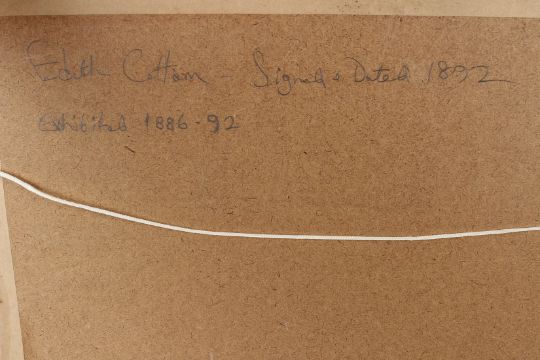 Edith Cottam - Signed & Dated 1892
Exhibited 1886-92